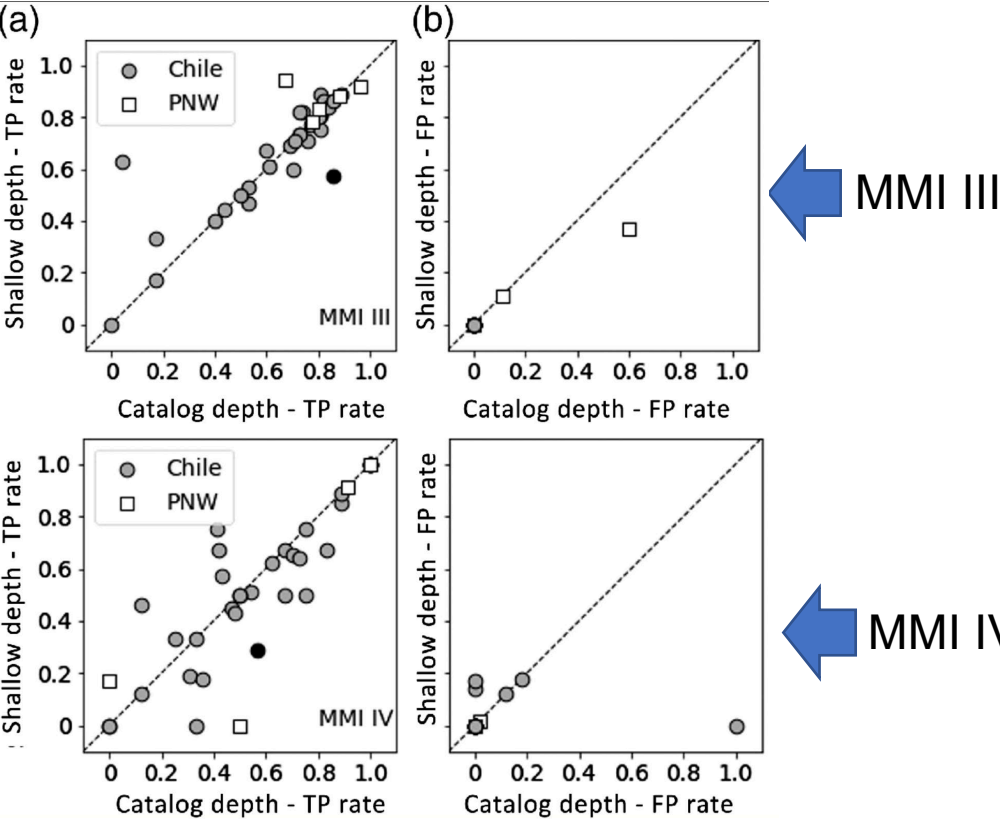 (a)
(b)
Shallow depth - TP rate
1.0
0.8
0.6
0.4
0.2
0
Chile
PNW
MMI III
0 0.2 0.4 0.6 0.8 1.0
Catalog depth - TP rate
Shallow depth - FP rate
0 0.2 0.4 0.6 0.8 1.0
Catalog depth - FP rate
MMI III
Shallow depth - TP rate
1.0
0.8
0.6
0.4
0.2
0
Chile
PNW
MMI IV
0 0.2 0.4 0.6 0.8 1.0
Catalog depth - TP rate
Shallow depth - FP rate
0 0.2 0.4 0.6 0.8 1.0
Catalog depth - FP rate
MMI IV